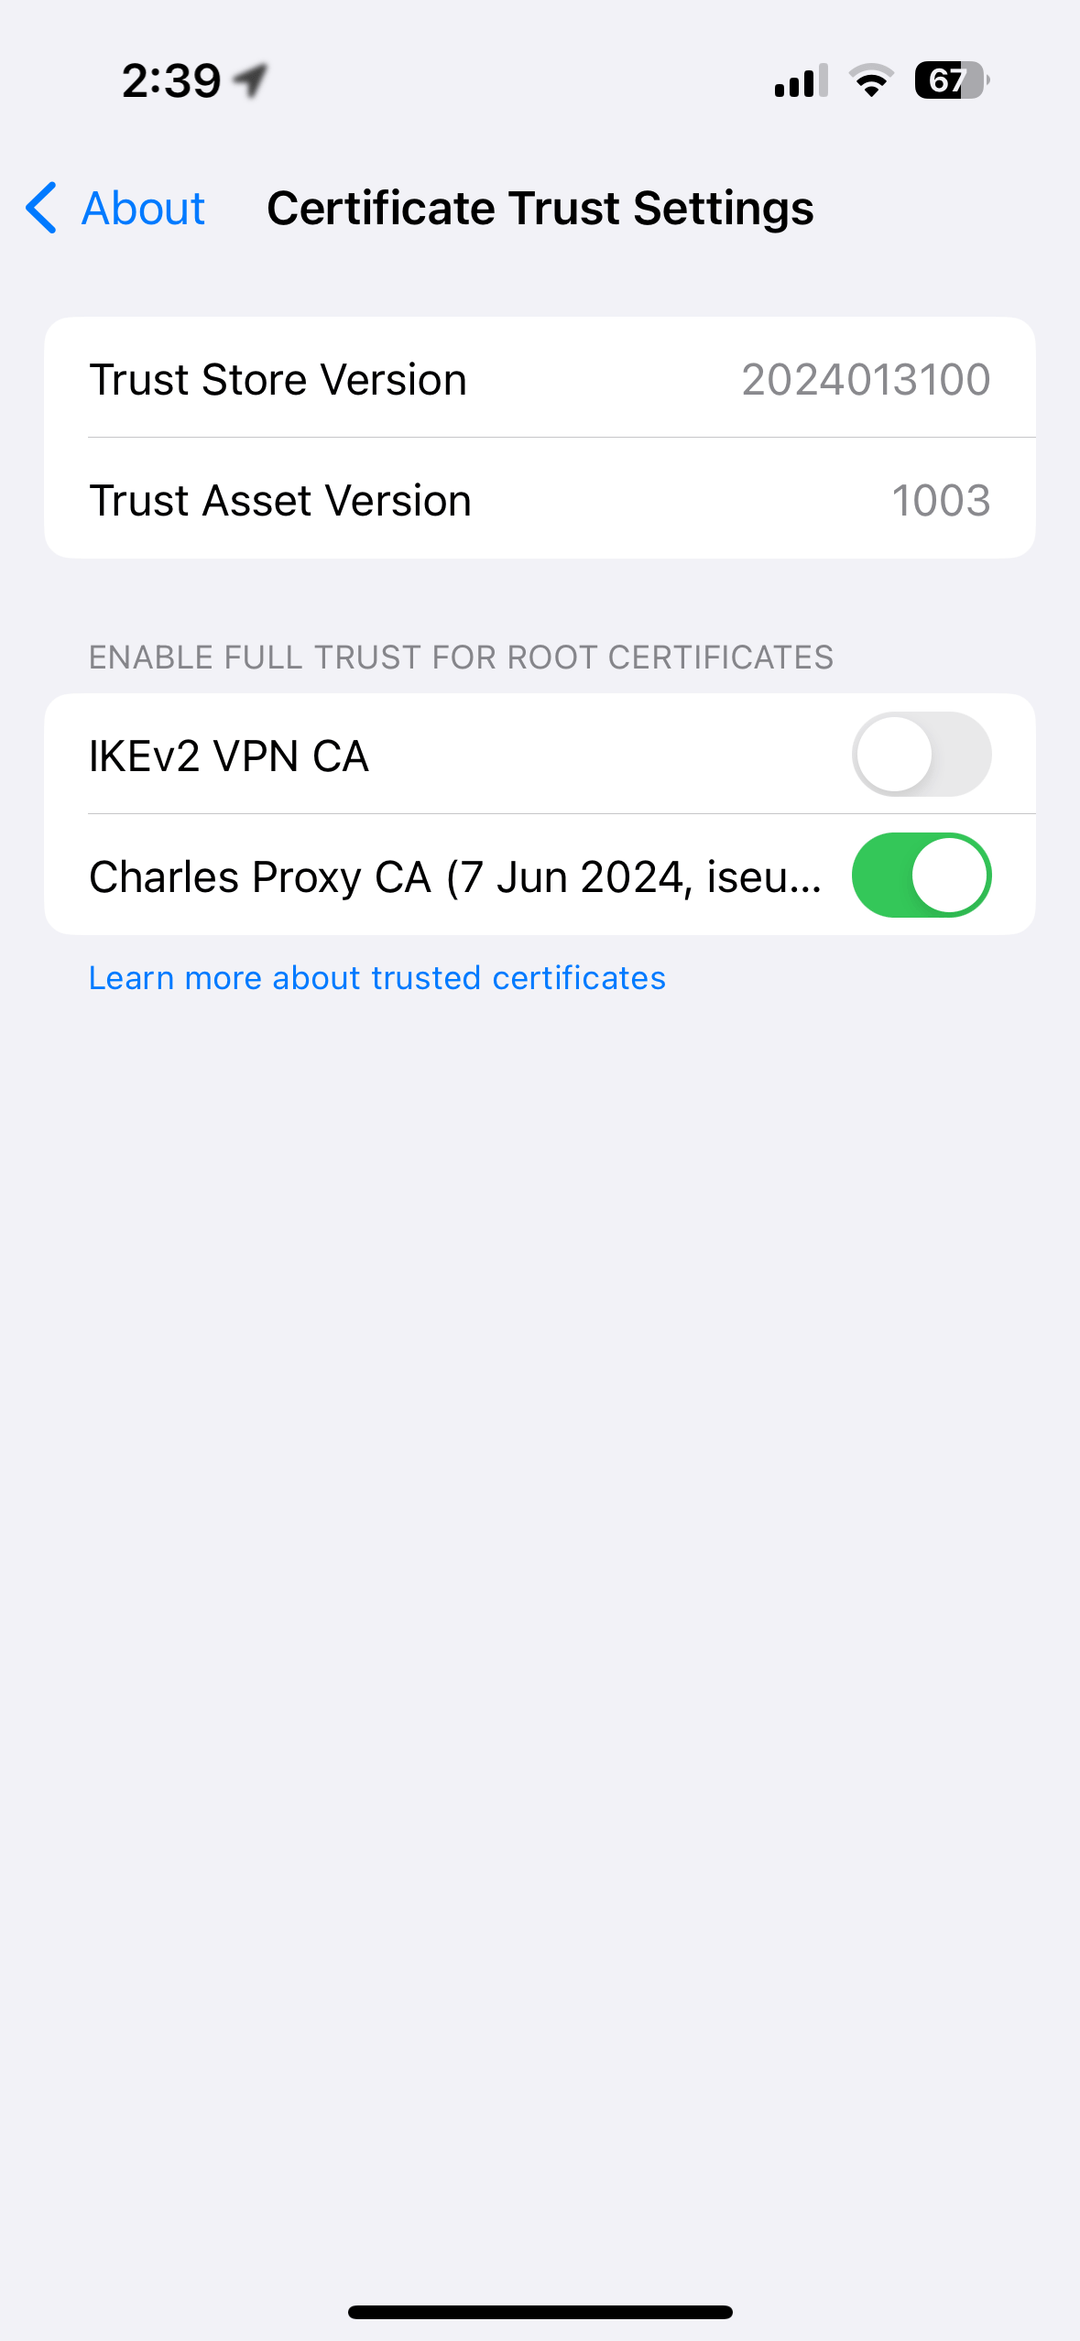 2:39
67
About
Certificate Trust Settings
Trust Store Version 2024013100
Trust Asset Version 1003
ENABLE FULL TRUST FOR ROOT CERTIFICATES
IKEv2 VPN CA
Charles Proxy CA (7 Jun 2024, iseu...
Learn more about trusted certificates